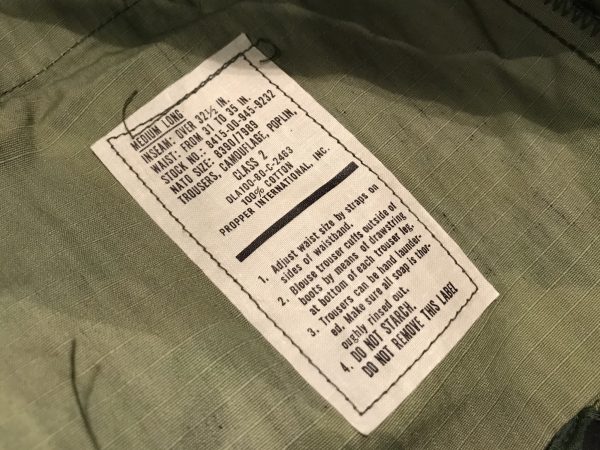 MEDIUM LONG
INSEAM: OVER 32½ IN.
WAIST: FROM 31 TO 35 IN.
STOCK NO.: 8415-00-945-9232
NATO SIZE: 8390/7989
TROUSERS, CAMOUFLAGE, POPLIN,
CLASS 2
DLA100-80-C-2463
100% COTTON
PROPPER INTERNATIONAL, INC.
1. Adjust waist size by straps on
sides of waistband.
2. Blouse trouser cuffs outside of
boots by means of drawstring
at bottom of each trouser leg.
3. Trousers can be hand launder-
ed. Make sure all soap is thor-
oughly rinsed out.
4. DO NOT STARCH.
DO NOT REMOVE THIS LABEL